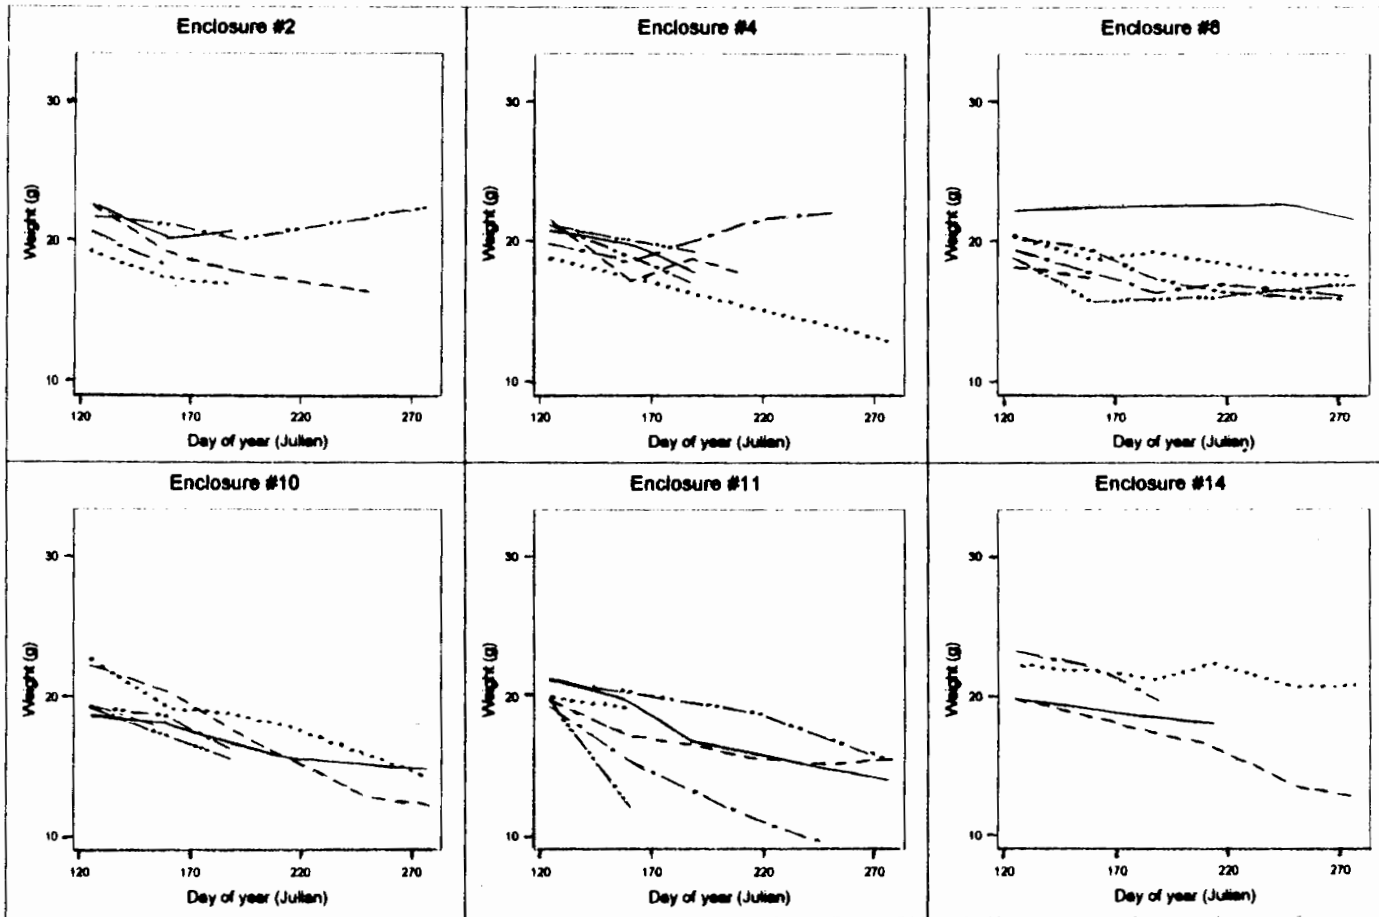 Enclosure #2
30
20
10
Weight (g)
120 170 220 270
Day of year (Julian)
Enclosure #4
30
20
10
Weight (g)
120 170 220 270
Day of year (Julian)
Enclosure #8
30
20
10
Weight (g)
120 170 220 270
Day of year (Julian)
Enclosure #10
30
20
10
Weight (g)
120 170 220 270
Day of year (Julian)
Enclosure #11
30
20
10
Weight (g)
120 170 220 270
Day of year (Julian)
Enclosure #14
30
20
10
Weight (g)
120 170 220 270
Day of year (Julian)